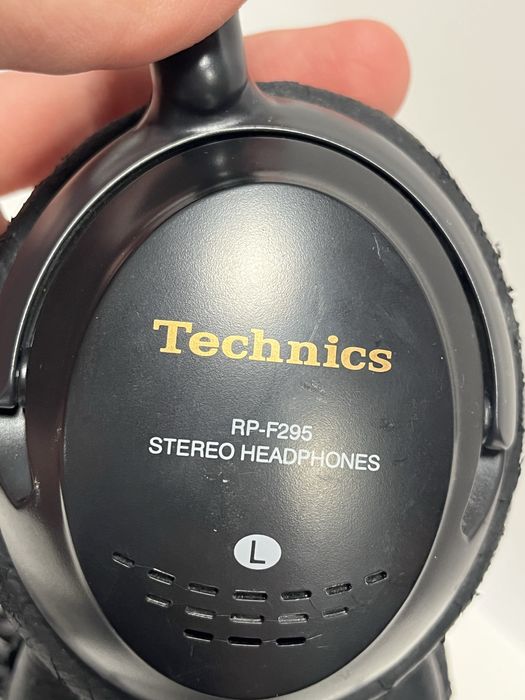 Technics
RP-F295
STEREO HEADPHONES
L